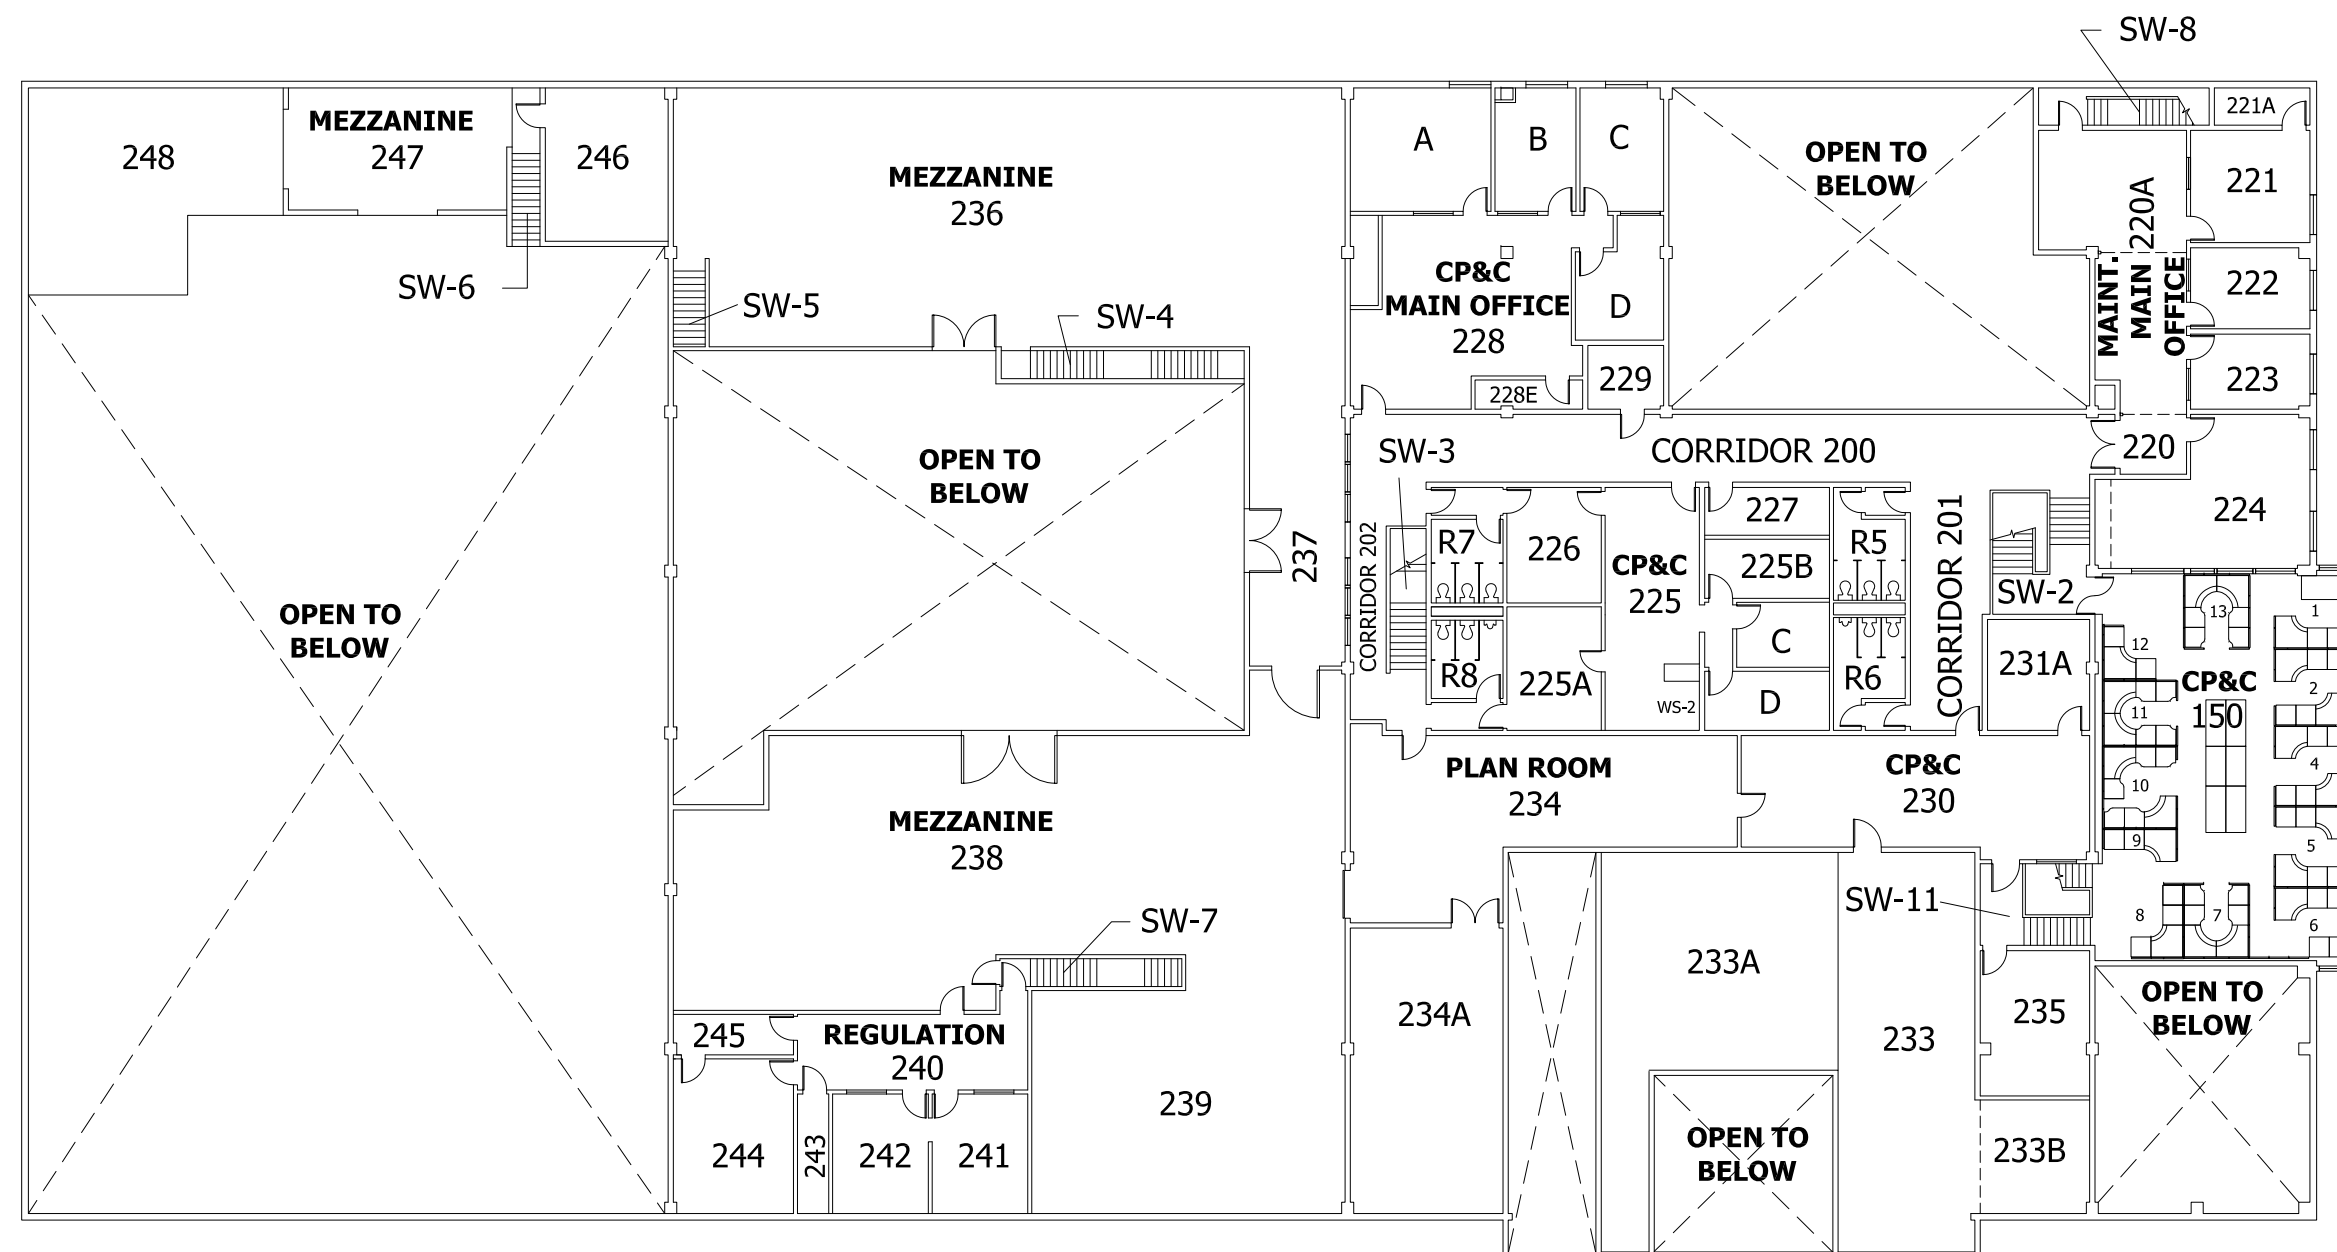 SW-8
248
MEZZANINE
247
246
MEZZANINE
236
A
B
C
OPEN TO
BELOW
221A
221
220A
MAINT.
MAIN
OFFICE
222
223
SW-6
SW-5
SW-4
CP&C
MAIN OFFICE
228
D
229
228E
OPEN TO
BELOW
SW-3
CORRIDOR 200
220
224
237
CORRIDOR 202
R7
226
CP&C
225
227
225B
R5
CORRIDOR 201
SW-2
OPEN TO
BELOW
R8
225A
WS-2
C
D
R6
231A
13
1
12
CP&C
150
2
11
4
10
9
5
8
7
6
PLAN ROOM
234
CP&C
230
MEZZANINE
238
SW-7
SW-11
233A
234A
233
235
OPEN TO
BELOW
245
REGULATION
240
239
244
243
242
241
OPEN TO
BELOW
233B